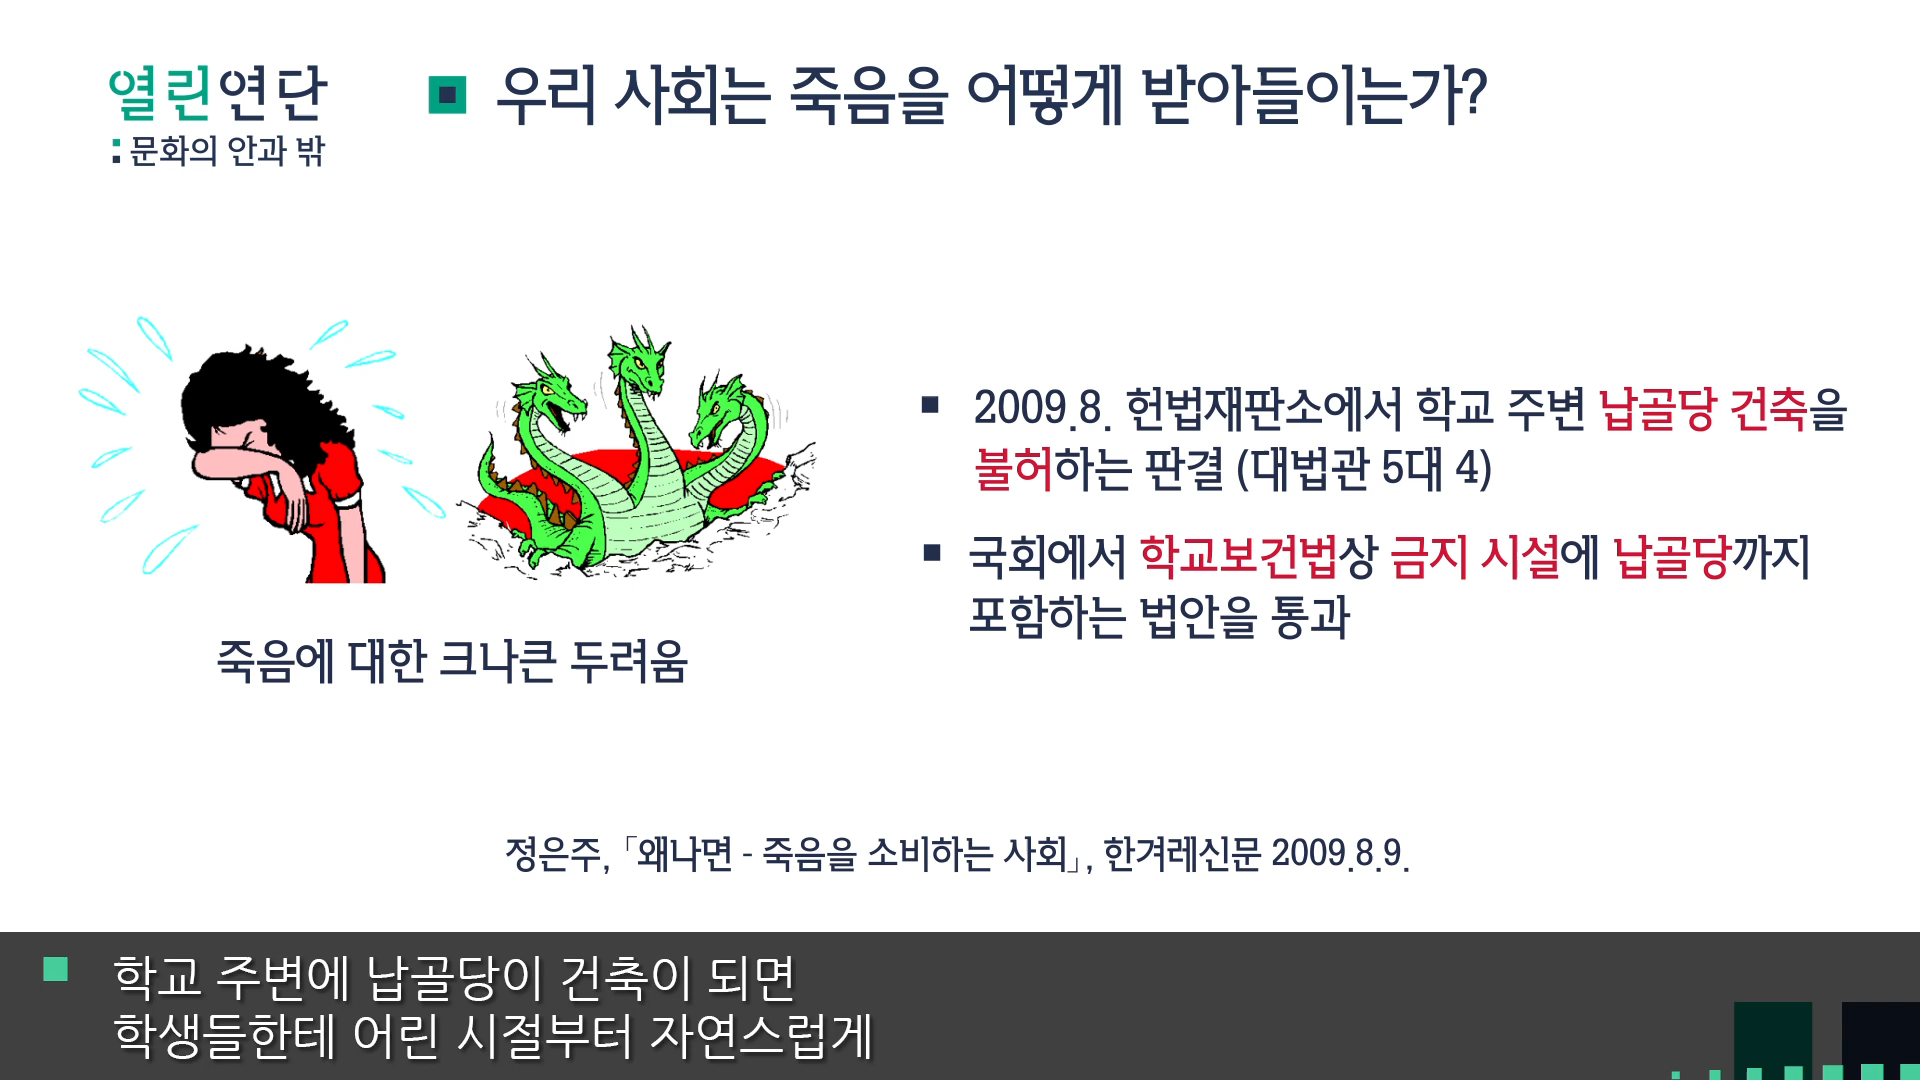 열린연단
:문화의 안과 밖
우리 사회는 죽음을 어떻게 받아들이는가?
2009.8. 헌법재판소에서 학교 주변 납골당 건축을
불허하는 판결 (대법관 5대 4)
국회에서 학교보건법상 금지 시설에 납골당까지
포함하는 법안을 통과
죽음에 대한 크나큰 두려움
정은주, 「왜나면 - 죽음을 소비하는 사회」, 한겨레신문 2009.8.9.
학교 주변에 납골당이 건축이 되면
학생들한테 어린 시절부터 자연스럽게